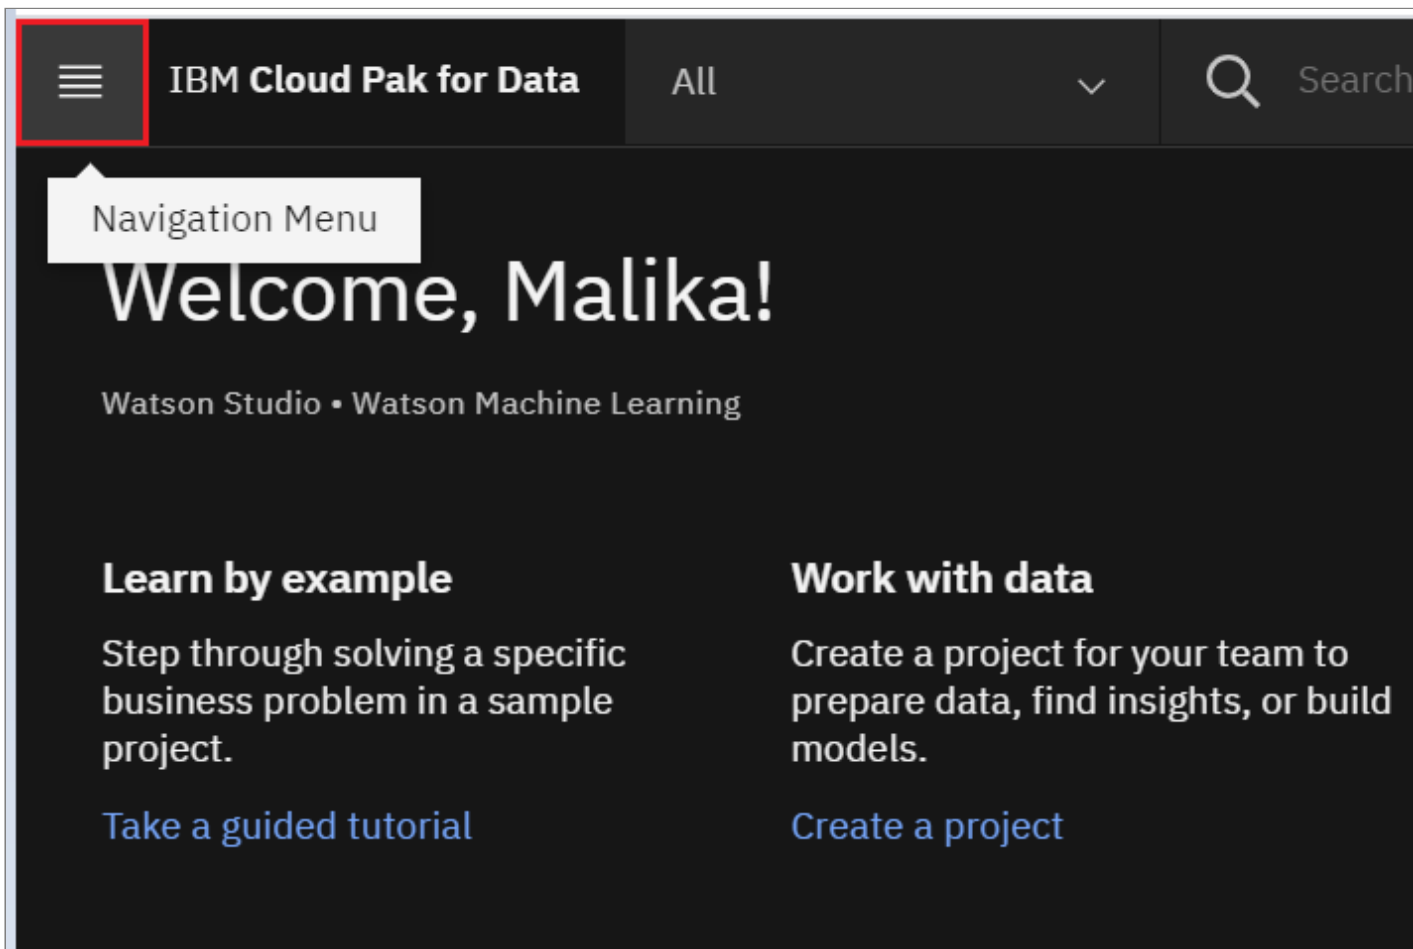 IBM Cloud Pak for Data
All
Search
Navigation Menu
Welcome, Malika!
Watson Studio • Watson Machine Learning
Learn by example
Step through solving a specific
business problem in a sample
project.
Take a guided tutorial
Work with data
Create a project for your team to
prepare data, find insights, or build
models.
Create a project